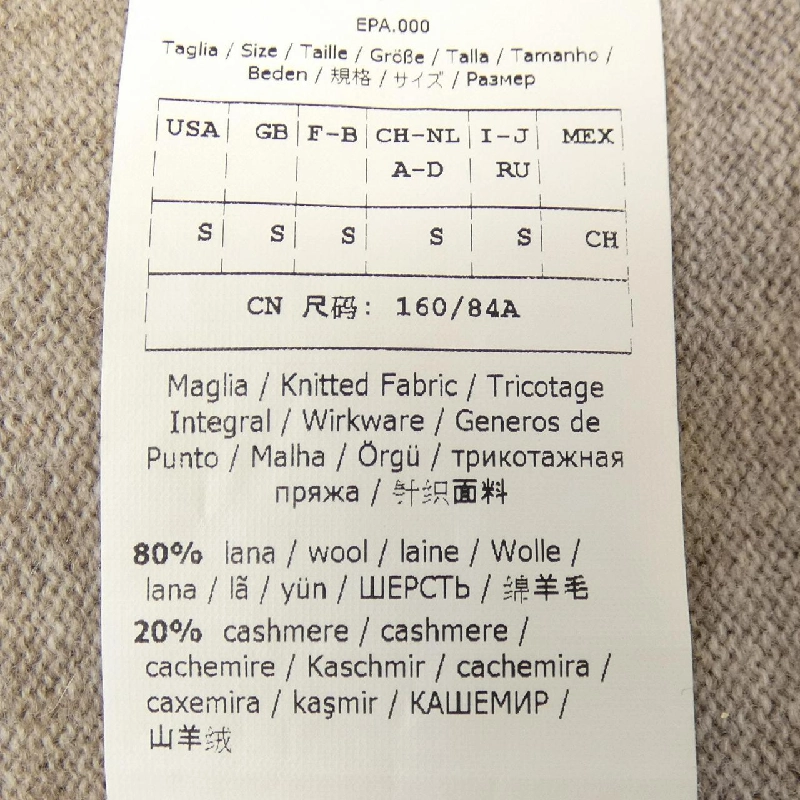 EPA.000
Taglia / Size / Taille / Größe / Talla / Tamanho /
Beden / 规格 / サイズ / Размер
USA GB F-B CH-NL I-J MEX
A-D RU
S S S S S CH
CN 尺码: 160/84A
Maglia / Knitted Fabric / Tricotage
Integral / Wirkware / Generos de
Punto / Malha / Örgü / трикотажная
пряжа / 针织面料
80% lana / wool / laine / Wolle /
lana / lã / yün / ШЕРСТЬ / 绵羊毛
20% cashmere / cashmere /
cachemire / Kaschmir / cachemira /
caxemira / kaşmir / КАШЕМИР /
山羊绒